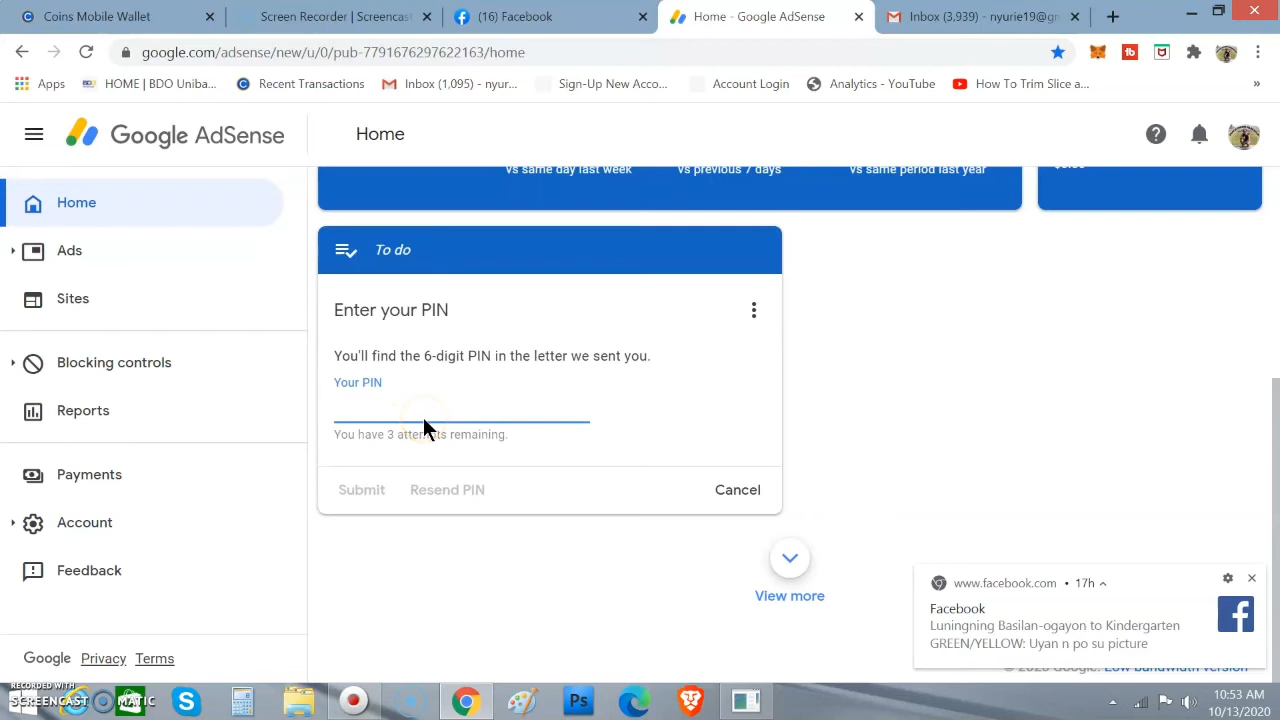 Coins Mobile Wallet
Screen Recorder | Screencast
(16) Facebook
Home - Google AdSense
Inbox (3,939) - nyurie19@gm
google.com/adsense/new/u/0/pub-7791676297622163/home
Apps
HOME | BDO Uniba...
Recent Transactions
Inbox (1,095) - nyur...
Sign-Up New Acco...
Account Login
Analytics - YouTube
How To Trim Slice a...
»
Google AdSense
Home
vs same day last week
vs previous 7 days
vs same period last year
Home
Ads
Sites
Blocking controls
Reports
Payments
Account
Feedback
To do
Enter your PIN
You'll find the 6-digit PIN in the letter we sent you.
Your PIN
You have 3 attempts remaining.
Submit
Resend PIN
Cancel
View more
www.facebook.com • 17h
Facebook
Luningning Basilan-ogayon to Kindergarten
GREEN/YELLOW: Uyan n po su picture
Google
Privacy
Terms
Google. Low bandwidth version
RECORDED WITH
SCREENCAST MATIC
Ps
10:53 AM
10/13/2020